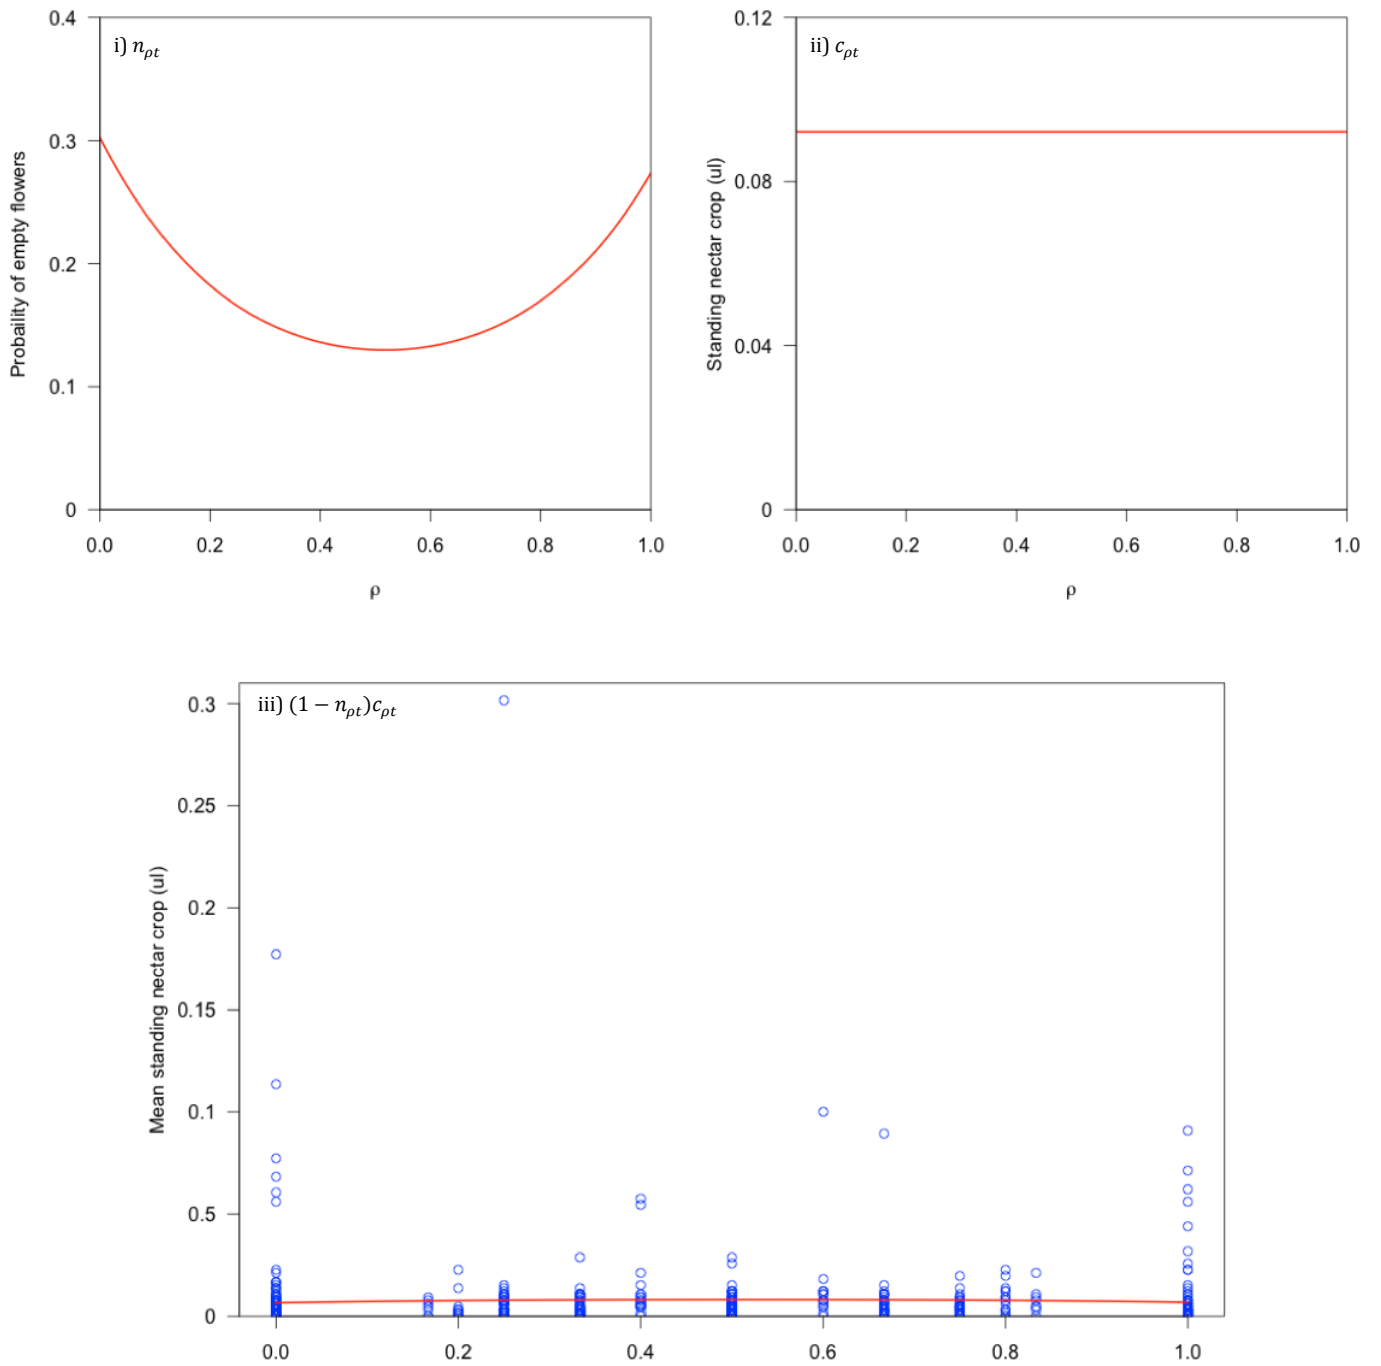 i) nρt
0.4
0.3
0.2
0.1
0
Probaility of empty flowers
0.0 0.2 0.4 0.6 0.8 1.0
ρ
ii) cρt
0.12
0.08
0.04
0
Standing nectar crop (ul)
0.0 0.2 0.4 0.6 0.8 1.0
ρ
iii) (1 − nρt)cρt
0.3
0.25
0.2
0.15
0.1
0.5
0
Mean standing nectar crop (ul)
0.0 0.2 0.4 0.6 0.8 1.0